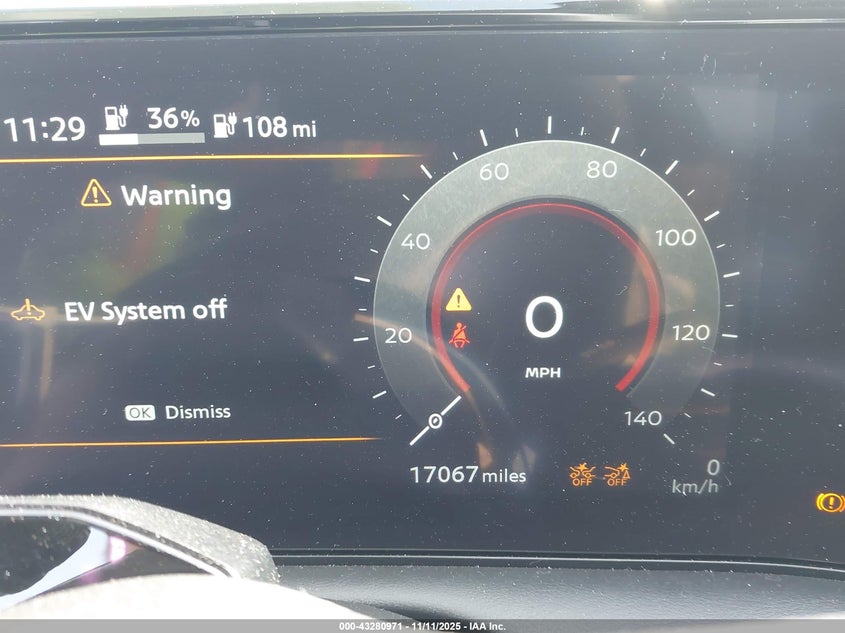 11:29 36% 108 mi
Warning
EV System off
OK Dismiss
0 20 40 60 80 100 120 140
0
MPH
17067 miles
OFF OFF
0
km/h
000-43280971 - 11/11/2025 - IAA Inc.